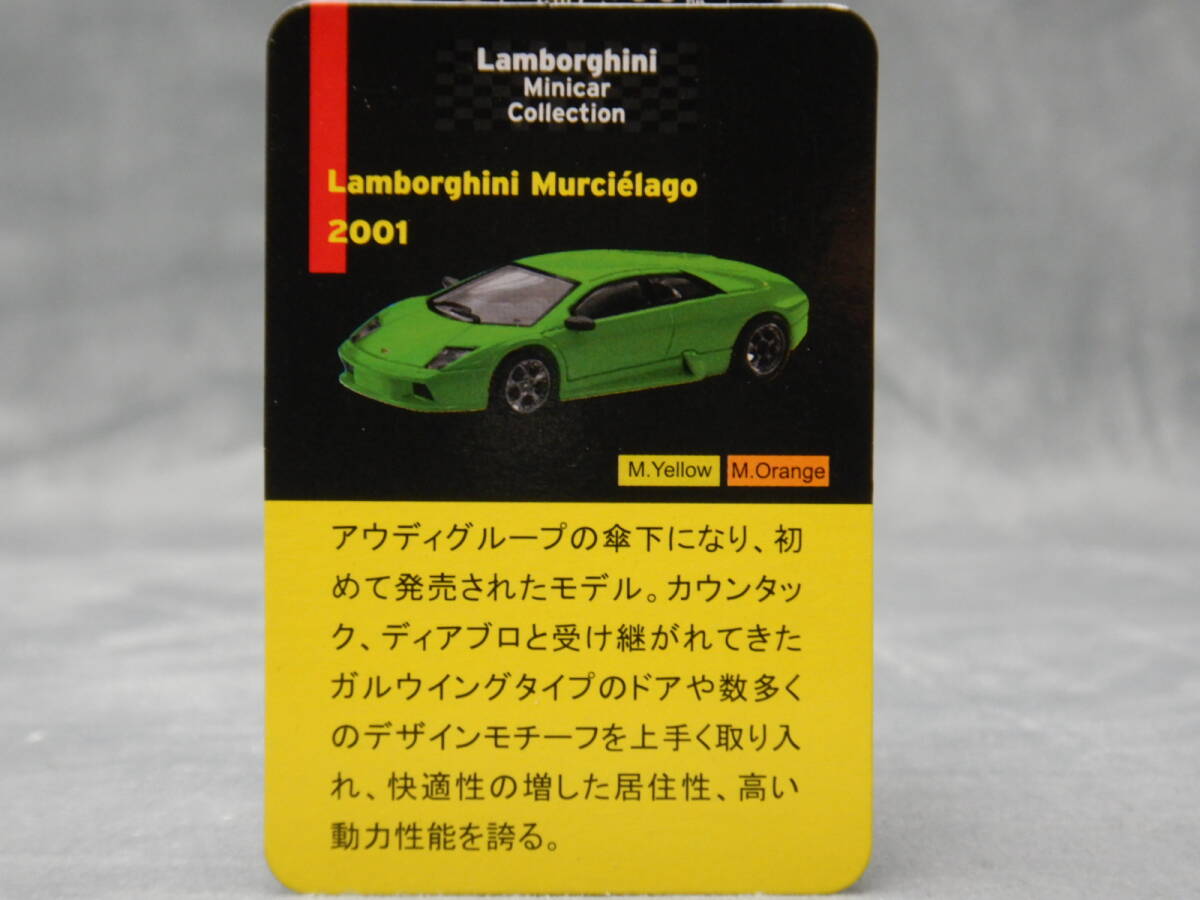 Lamborghini
Minicar
Collection
Lamborghini Murciélago
2001
M.Yellow M.Orange
アウディグループの傘下になり、初
めて発売されたモデル。カウンタッ
ク、ディアブロと受け継がれてきた
ガルウイングタイプのドアや数多く
のデザインモチーフを上手く取り入
れ、快適性の増した居住性、高い
動力性能を誇る。